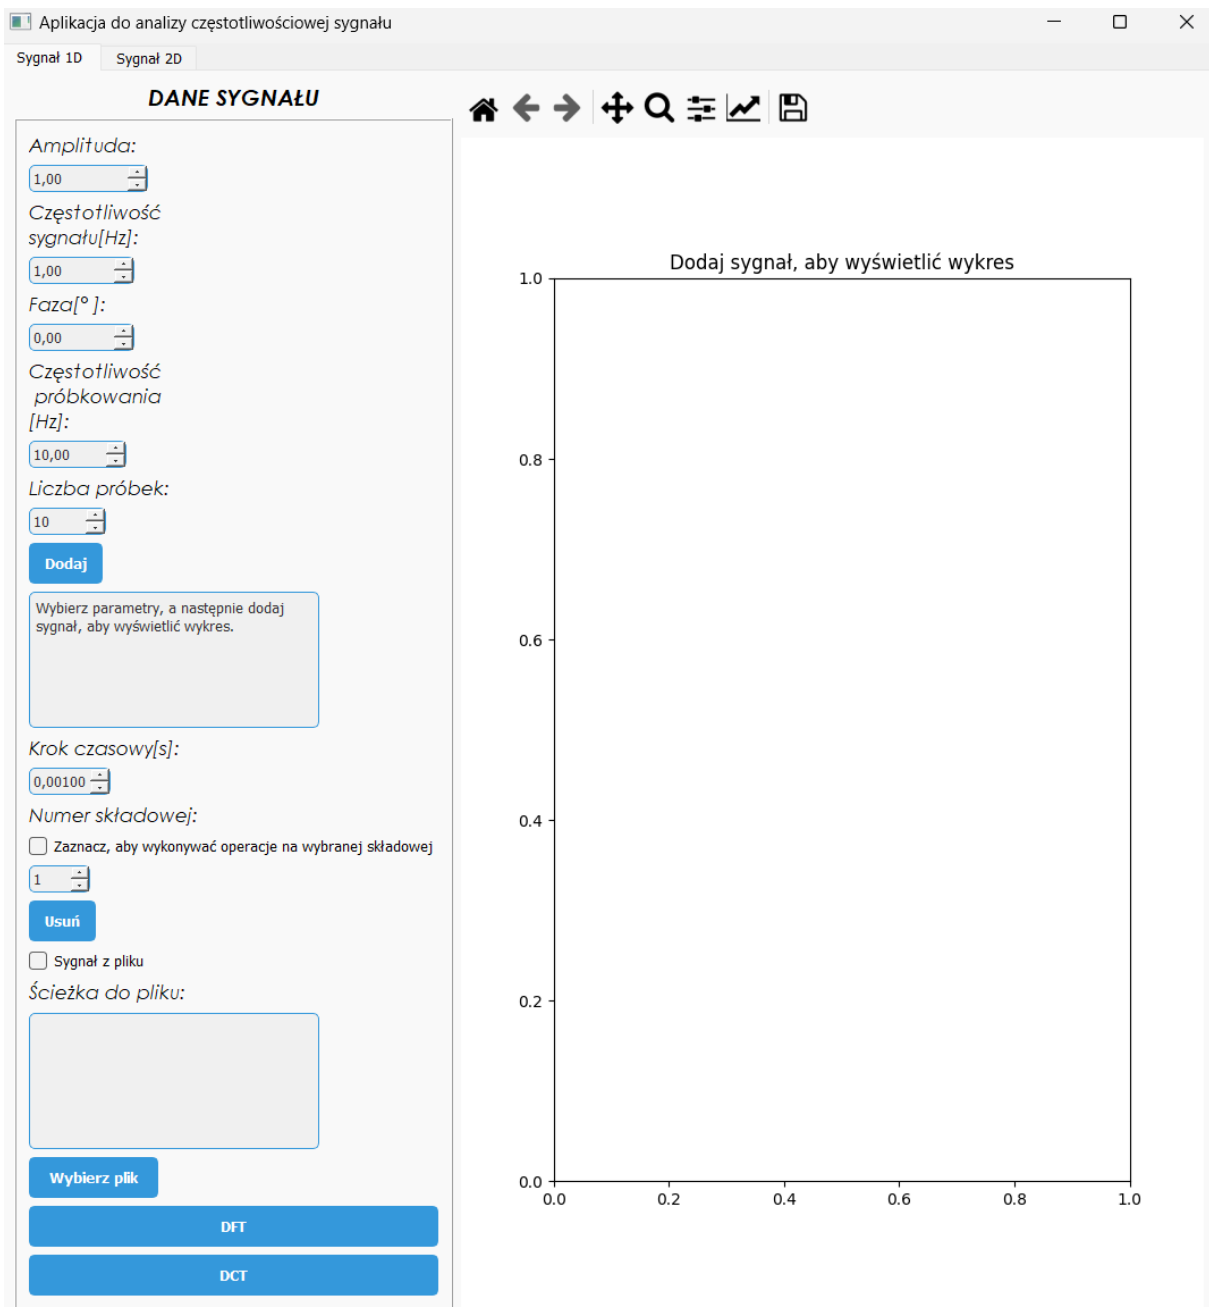 Aplikacja do analizy częstotliwościowej sygnału
Sygnał 1D
Sygnał 2D
DANE SYGNAŁU
Amplituda:
1,00
Częstotliwość
sygnału[Hz]:
1,00
Faza[° ]:
0,00
Częstotliwość
próbkowania
[Hz]:
10,00
Liczba próbek:
10
Dodaj
Wybierz parametry, a następnie dodaj
sygnał, aby wyświetlić wykres.
Krok czasowy[s]:
0,00100
Numer składowej:
Zaznacz, aby wykonywać operacje na wybranej składowej
1
Usuń
Sygnał z pliku
Ścieżka do pliku:
Wybierz plik
DFT
DCT
Dodaj sygnał, aby wyświetlić wykres
1.0
0.8
0.6
0.4
0.2
0.0
0.0
0.2
0.4
0.6
0.8
1.0